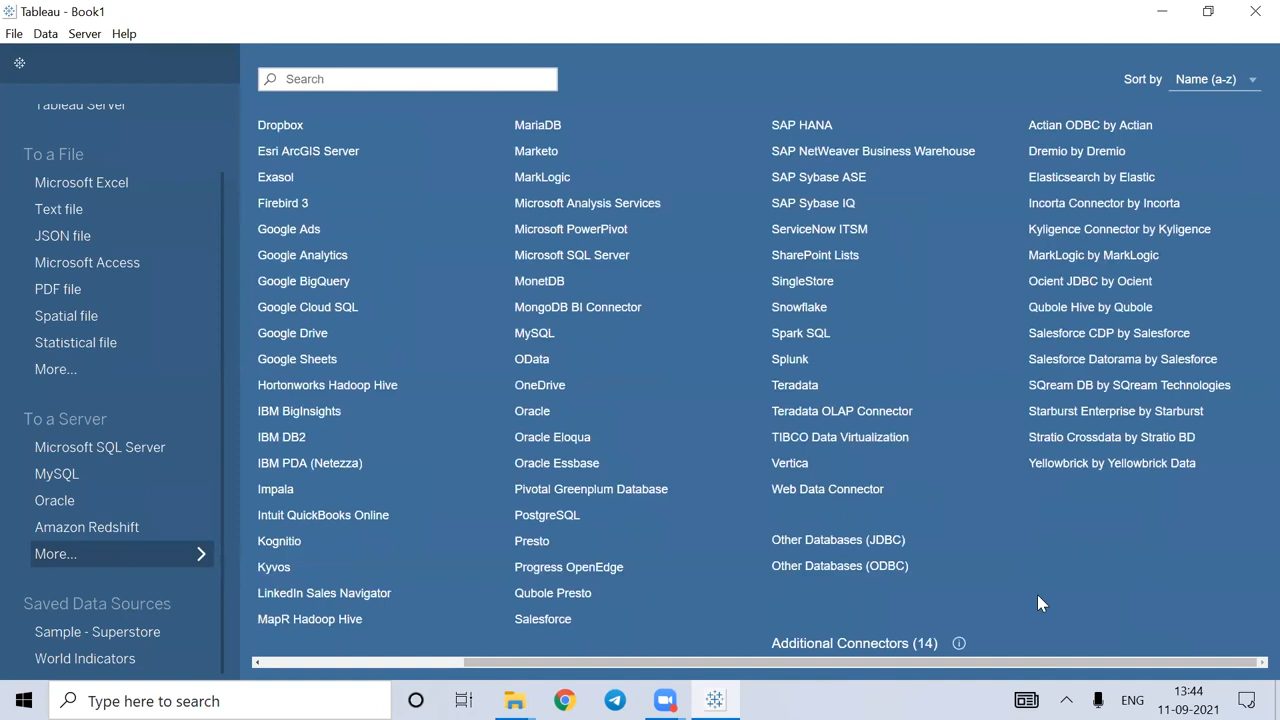 Tableau - Book1
File Data Server Help
Tableau Server
To a File
Microsoft Excel
Text file
JSON file
Microsoft Access
PDF file
Spatial file
Statistical file
More...
To a Server
Microsoft SQL Server
MySQL
Oracle
Amazon Redshift
More...
Saved Data Sources
Sample - Superstore
World Indicators
Search
Sort by Name (a-z)
Dropbox
Esri ArcGIS Server
Exasol
Firebird 3
Google Ads
Google Analytics
Google BigQuery
Google Cloud SQL
Google Drive
Google Sheets
Hortonworks Hadoop Hive
IBM BigInsights
IBM DB2
IBM PDA (Netezza)
Impala
Intuit QuickBooks Online
Kognitio
Kyvos
LinkedIn Sales Navigator
MapR Hadoop Hive
MariaDB
Marketo
MarkLogic
Microsoft Analysis Services
Microsoft PowerPivot
Microsoft SQL Server
MonetDB
MongoDB BI Connector
MySQL
OData
OneDrive
Oracle
Oracle Eloqua
Oracle Essbase
Pivotal Greenplum Database
PostgreSQL
Presto
Progress OpenEdge
Qubole Presto
Salesforce
SAP HANA
SAP NetWeaver Business Warehouse
SAP Sybase ASE
SAP Sybase IQ
ServiceNow ITSM
SharePoint Lists
SingleStore
Snowflake
Spark SQL
Splunk
Teradata
Teradata OLAP Connector
TIBCO Data Virtualization
Vertica
Web Data Connector
Other Databases (JDBC)
Other Databases (ODBC)
Additional Connectors (14)
Actian ODBC by Actian
Dremio by Dremio
Elasticsearch by Elastic
Incorta Connector by Incorta
Kyligence Connector by Kyligence
MarkLogic by MarkLogic
Ocient JDBC by Ocient
Qubole Hive by Qubole
Salesforce CDP by Salesforce
Salesforce Datorama by Salesforce
SQream DB by SQream Technologies
Starburst Enterprise by Starburst
Stratio Crossdata by Stratio BD
Yellowbrick by Yellowbrick Data
Type here to search
ENG
13:44
11-09-2021